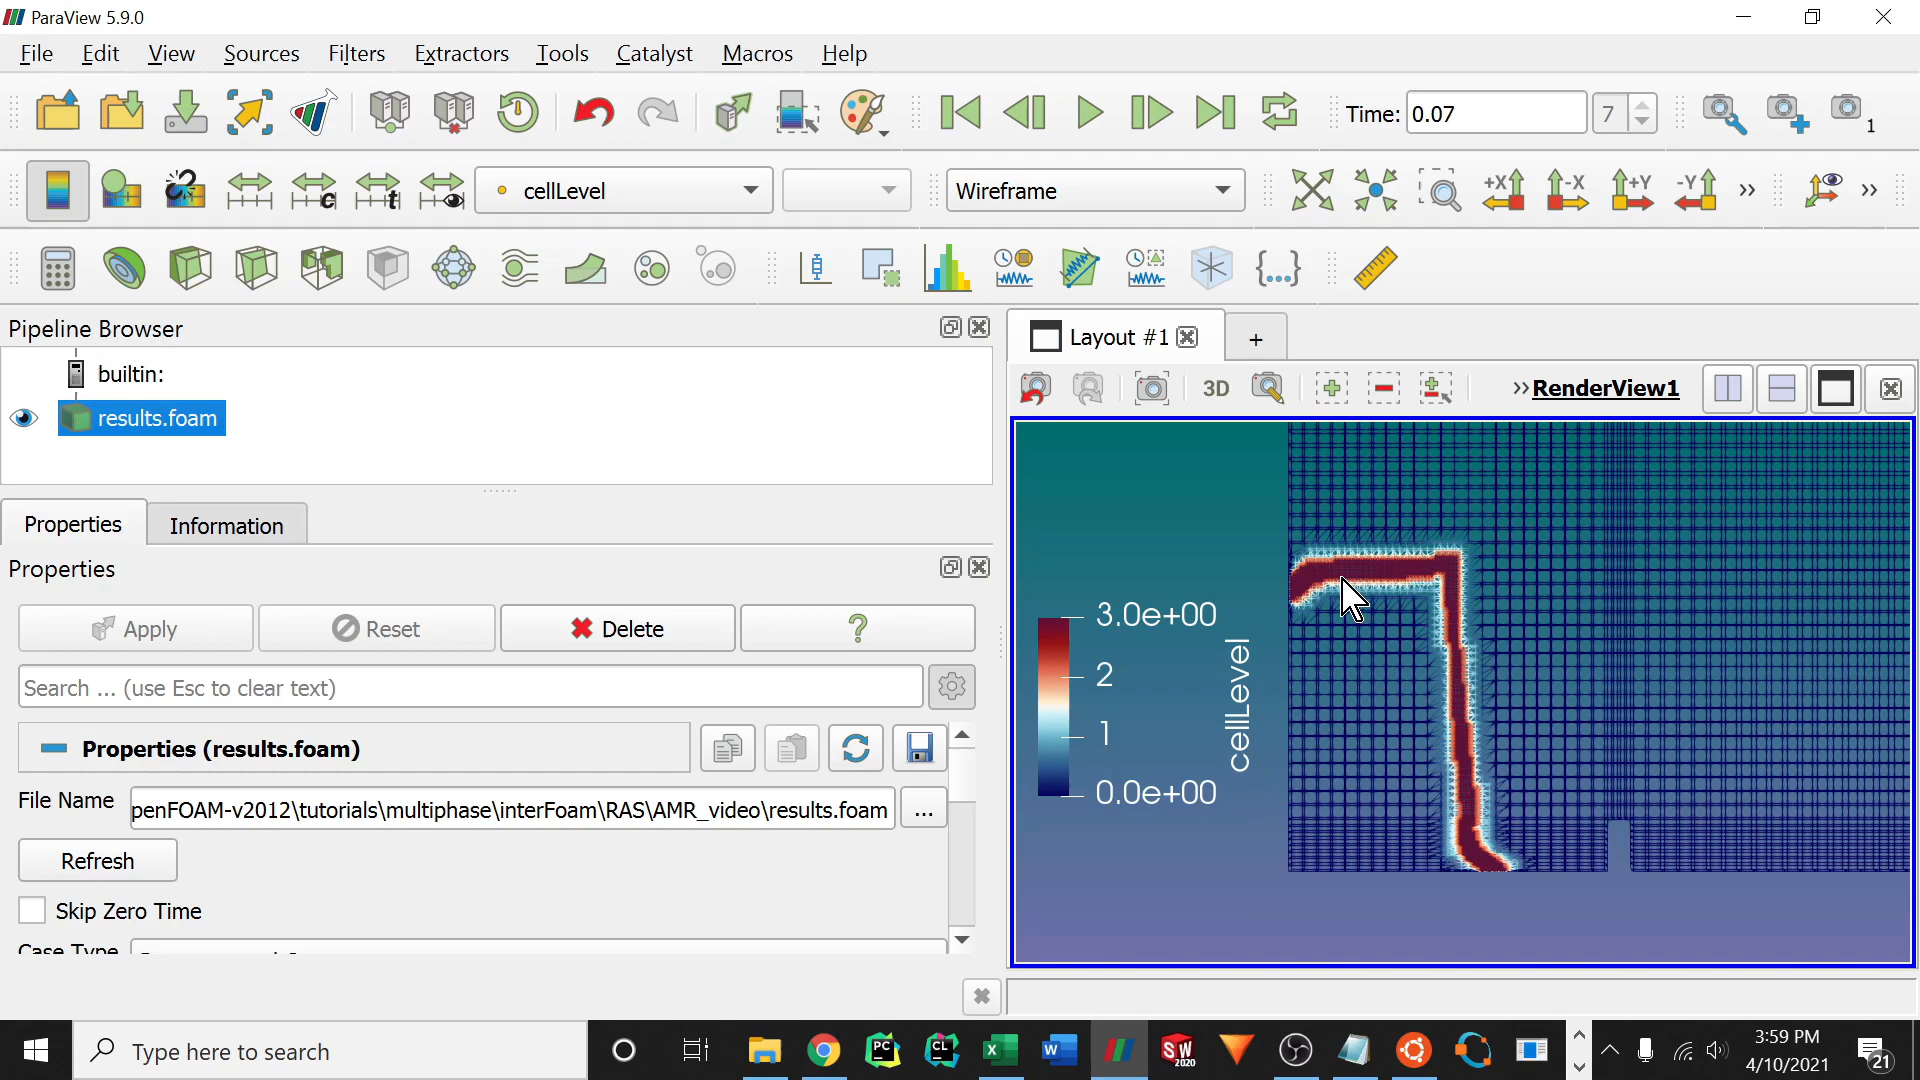 ParaView 5.9.0
File Edit View Sources Filters Extractors Tools Catalyst Macros Help
Time: 0.07 7 1
c t cellLevel Wireframe +X -X +Y -Y
Pipeline Browser
Layout #1 +
builtin:
3D RenderView1
results.foam
Properties Information
Properties
Apply Reset Delete ?
Search ... (use Esc to clear text)
Properties (results.foam)
File Name penFOAM-v2012\tutorials\multiphase\interFoam\RAS\AMR_video\results.foam ...
Refresh
Skip Zero Time
Case Type
3.0e+00
2
1
0.0e+00
cellLevel
Type here to search
PC CL X W SW 2020
3:59 PM
4/10/2021
21